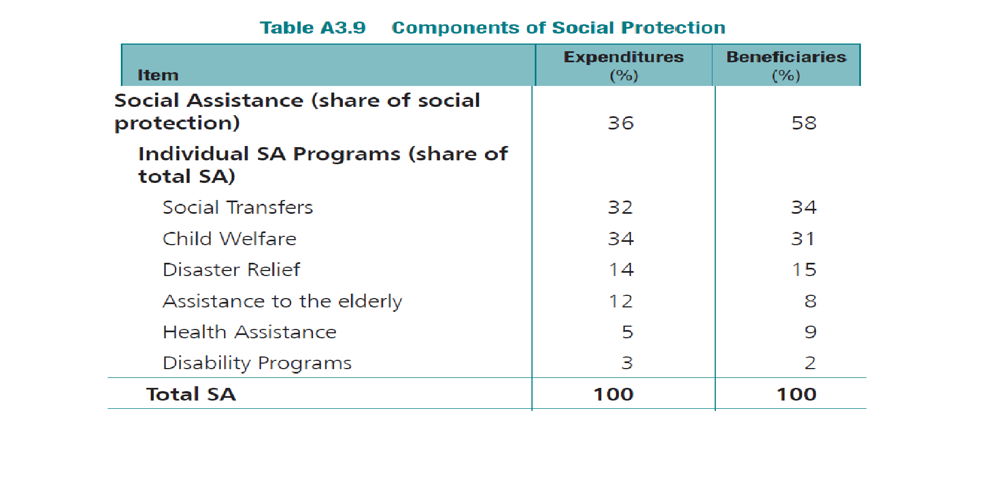 Table A3.9 Components of Social Protection
Item Expenditures (%) Beneficiaries (%)
Social Assistance (share of social
protection) 36 58
Individual SA Programs (share of
total SA)
Social Transfers 32 34
Child Welfare 34 31
Disaster Relief 14 15
Assistance to the elderly 12 8
Health Assistance 5 9
Disability Programs 3 2
Total SA 100 100